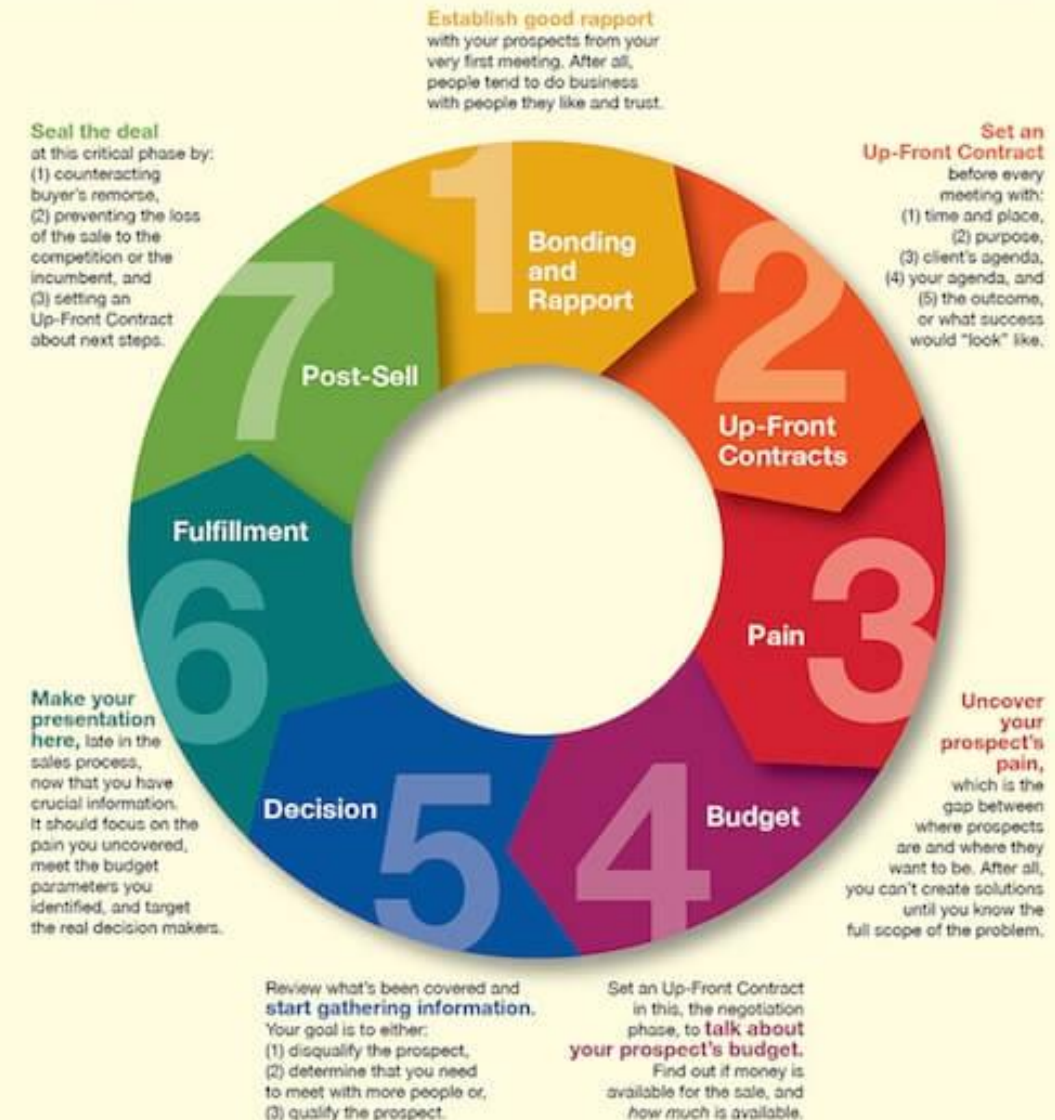 Establish good rapport
with your prospects from your
very first meeting. After all,
people tend to do business
with people they like and trust.
1
Bonding
and
Rapport
Set an
Up-Front Contract
before every
meeting with:
(1) time and place,
(2) purpose,
(3) client's agenda,
(4) your agenda, and
(5) the outcome,
or what success
would "look" like.
2
Up-Front
Contracts
3
Pain
Uncover
your
prospect's
pain,
which is the
gap between
where prospects
are and where they
want to be. After all,
you can't create solutions
until you know the
full scope of the problem.
4
Budget
Set an Up-Front Contract
in this, the negotiation
phase, to talk about
your prospect's budget.
Find out if money is
available for the sale, and
how much is available.
5
Decision
Review what's been covered and
start gathering information.
Your goal is to either:
(1) disqualify the prospect,
(2) determine that you need
to meet with more people or,
(3) qualify the prospect.
6
Fulfillment
Make your
presentation
here, late in the
sales process,
now that you have
crucial information.
It should focus on the
pain you uncovered,
meet the budget
parameters you
identified, and target
the real decision makers.
7
Post-Sell
Seal the deal
at this critical phase by:
(1) counteracting
buyer's remorse,
(2) preventing the loss
of the sale to the
competition or the
incumbent, and
(3) setting an
Up-Front Contract
about next steps.